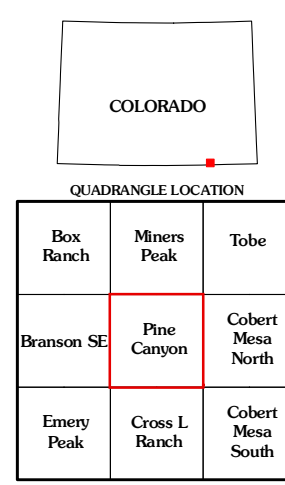 COLORADO
QUADRANGLE LOCATION
Box
Ranch
Miners
Peak
Tobe
Branson SE
Pine
Canyon
Cobert
Mesa
North
Emery
Peak
Cross L
Ranch
Cobert
Mesa
South